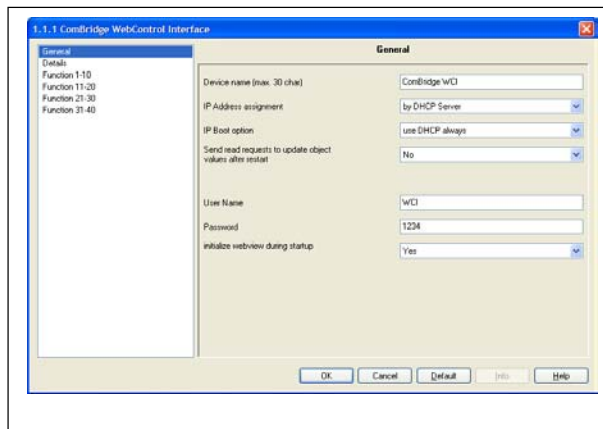 1.1.1 ComBridge WebControl Interface
General
Details
Function 1-10
Function 11-20
Function 21-30
Function 31-40
General
Device name (max. 30 char)
ComBridge WCI
IP Address assignment
by DHCP Server
IP Boot option
use DHCP always
Send read requests to update object
values after restart
No
User Name
WCI
Password
1234
initialize webview during startup
Yes
OK
Cancel
Default
Info
Help